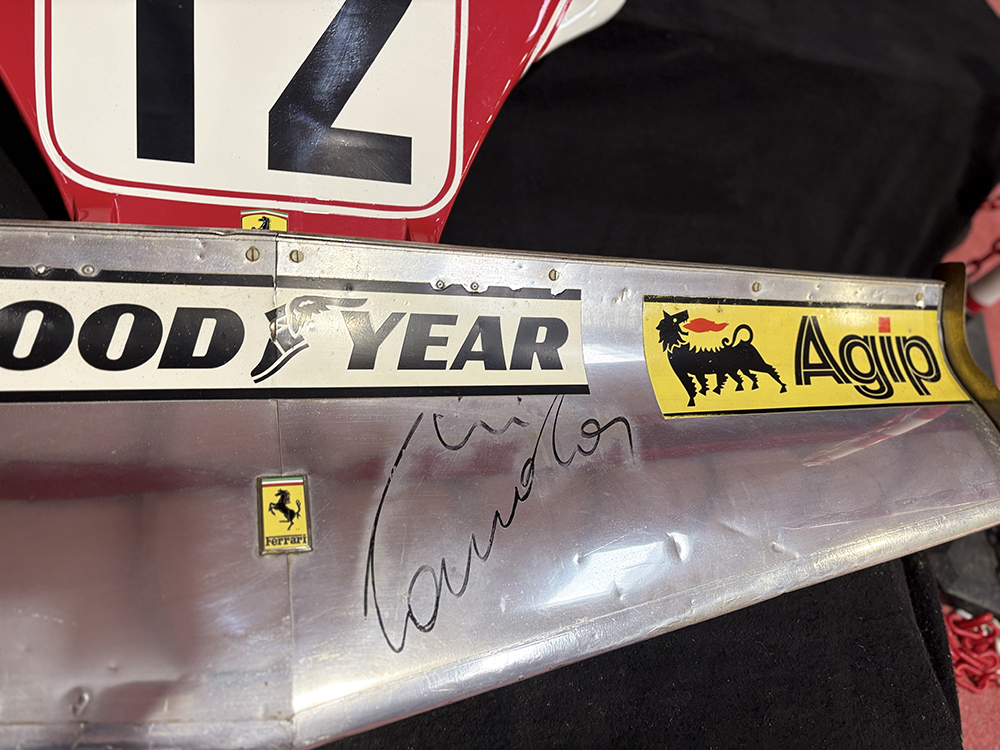 12
OOD YEAR
Agip
Ferrari